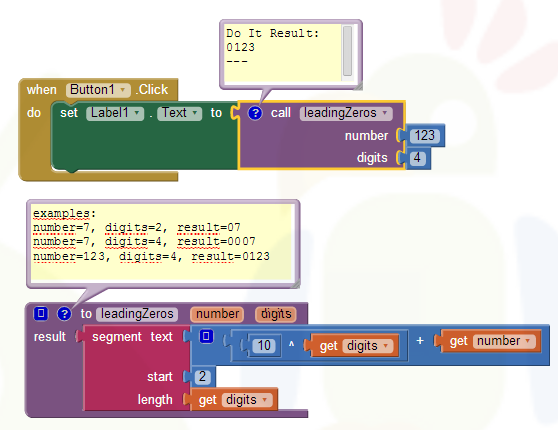 Do It Result:
0123
---
when Button1 .Click
do set Label1 . Text to ? call leadingZeros
number 123
digits 4
examples:
number=7, digits=2, result=07
number=7, digits=4, result=0007
number=123, digits=4, result=0123
? to leadingZeros number digits
result segment text 10 ^ get digits + get number
start 2
length get digits